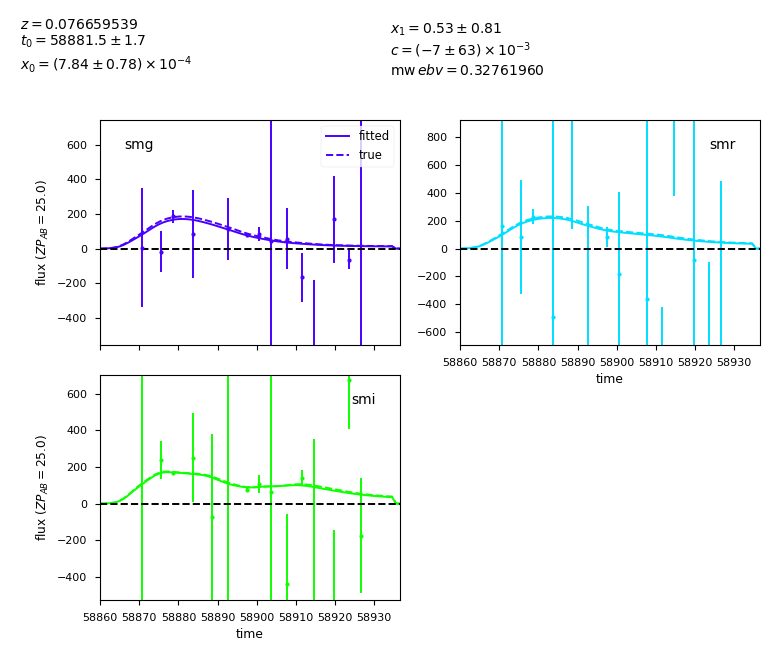 z = 0.076659539
t₀ = 58881.5 ± 1.7
x₀ = (7.84 ± 0.78) × 10⁻⁴
x₁ = 0.53 ± 0.81
c = (−7 ± 63) × 10⁻³
mw ebv = 0.32761960
smg
fitted
true
600
400
200
0
−200
−400
flux (ZP_AB = 25.0)
smr
800
600
400
200
0
−200
−400
−600
58860 58870 58880 58890 58900 58910 58920 58930
time
smi
600
400
200
0
−200
−400
flux (ZP_AB = 25.0)
58860 58870 58880 58890 58900 58910 58920 58930
time